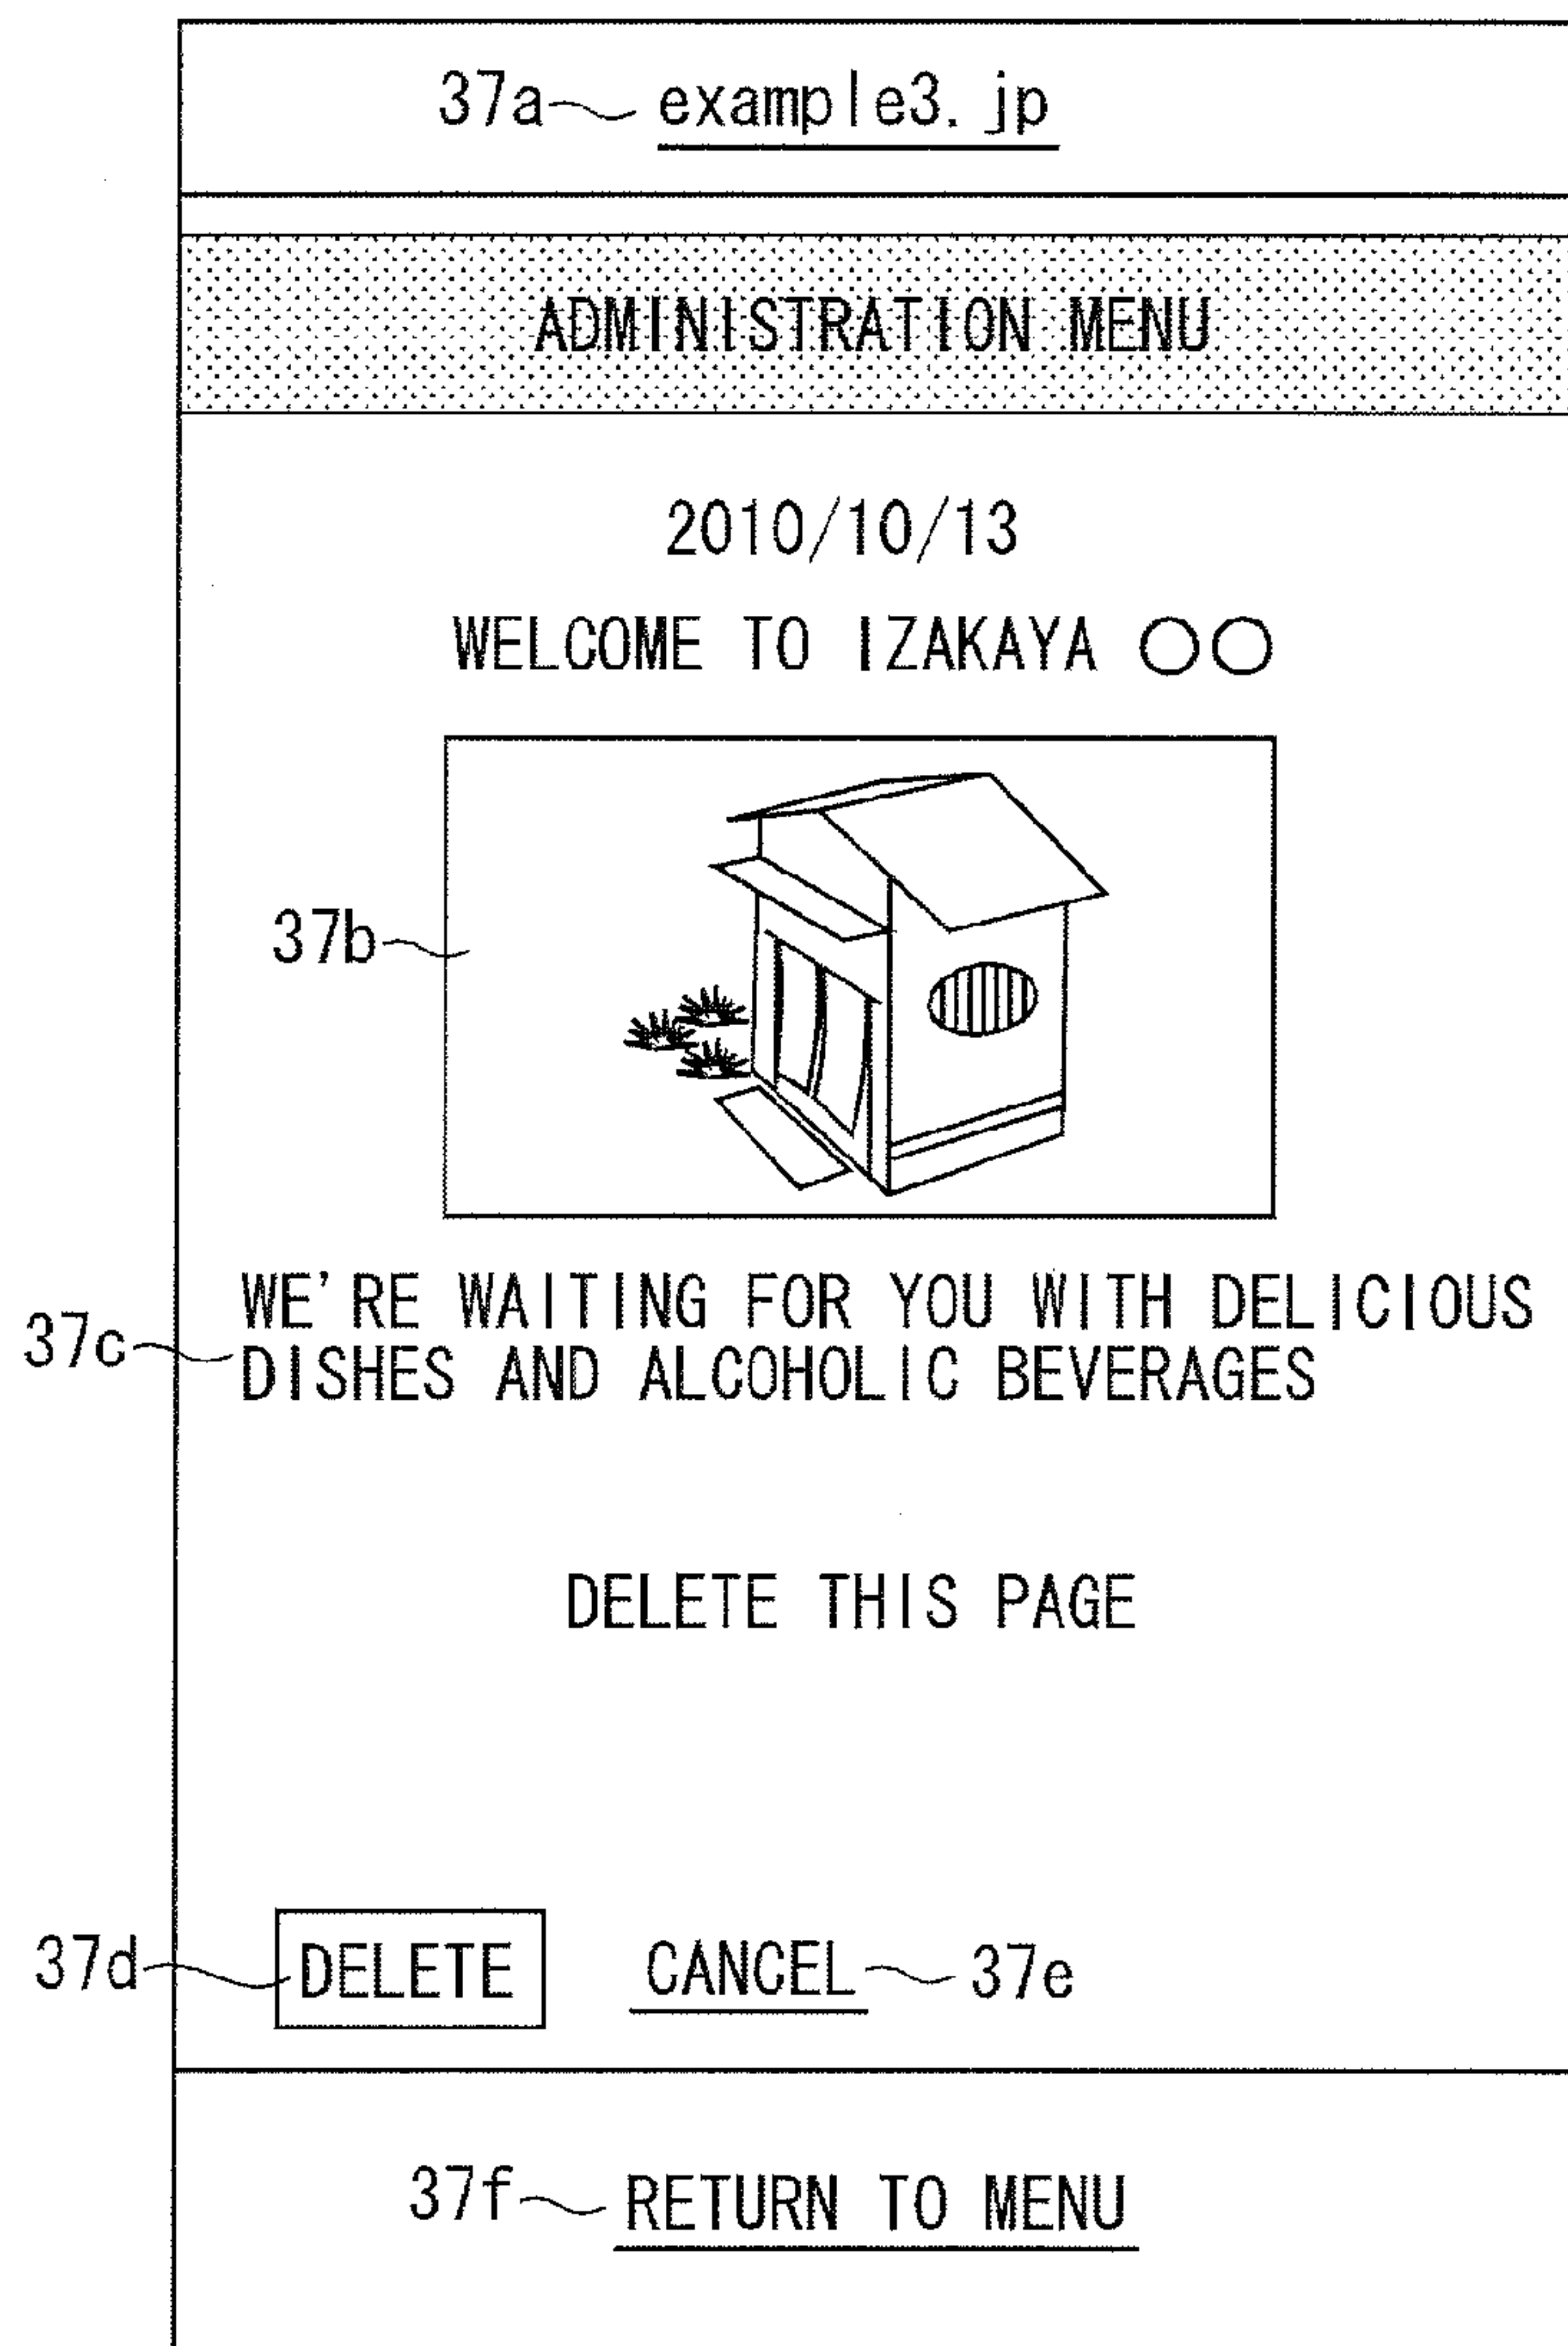 37a example3.jp
ADMINISTRATION MENU
2010/10/13
WELCOME TO IZAKAYA ○○
37b
WE'RE WAITING FOR YOU WITH DELICIOUS
37c DISHES AND ALCOHOLIC BEVERAGES
DELETE THIS PAGE
37d DELETE CANCEL 37e
37f RETURN TO MENU